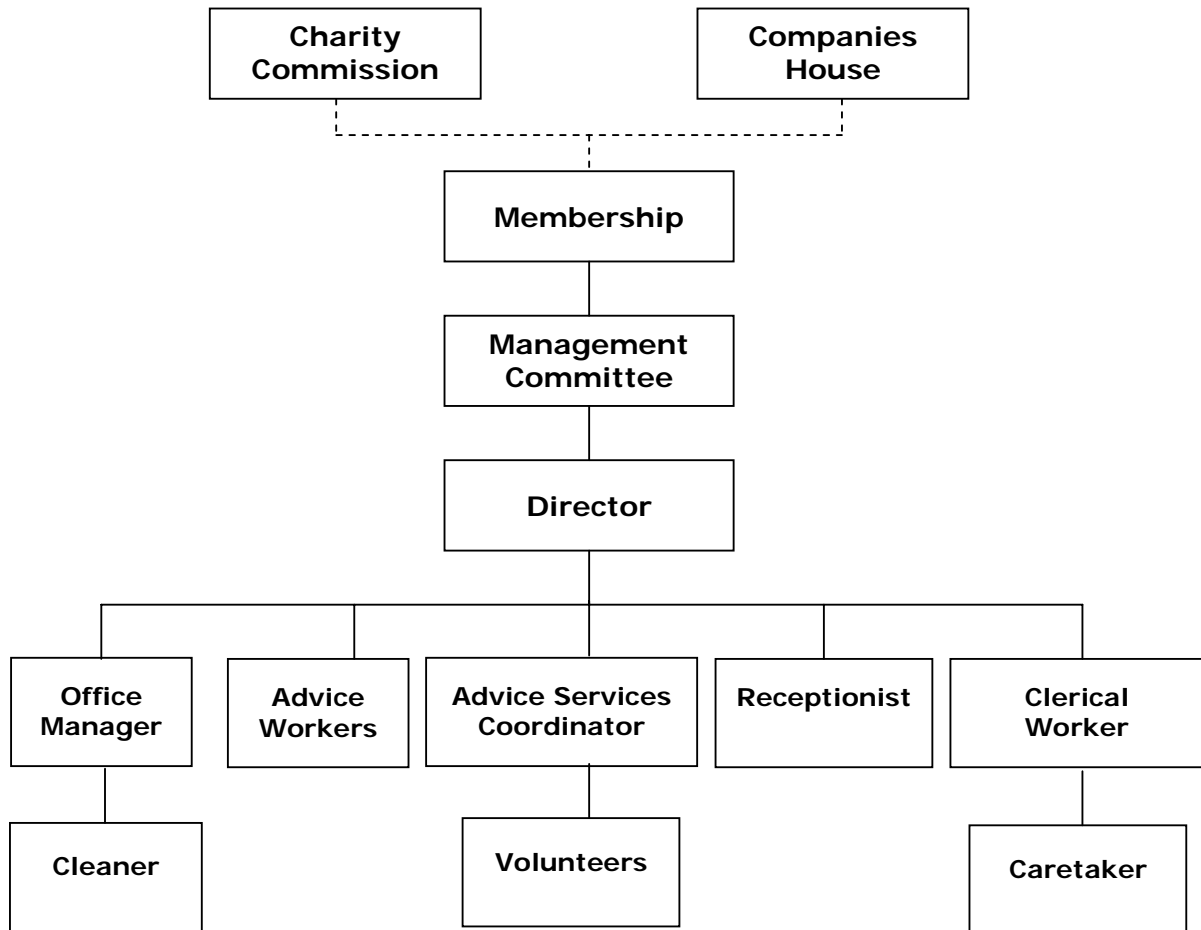 Charity
Commission
Companies
House
Membership
Management
Committee
Director
Office
Manager
Advice
Workers
Advice Services
Coordinator
Receptionist
Clerical
Worker
Cleaner
Volunteers
Caretaker